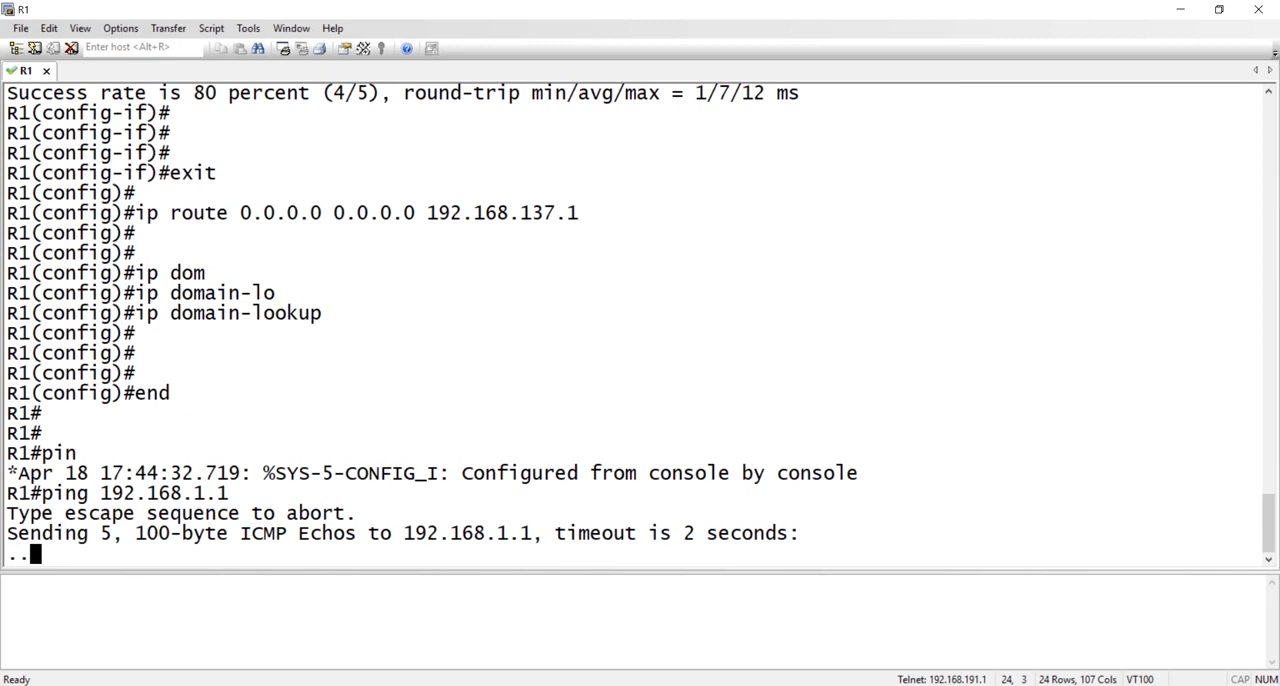 R1
File Edit View Options Transfer Script Tools Window Help
Enter host <Alt+R>
R1
Success rate is 80 percent (4/5), round-trip min/avg/max = 1/7/12 ms
R1(config-if)#
R1(config-if)#
R1(config-if)#
R1(config-if)#exit
R1(config)#
R1(config)#ip route 0.0.0.0 0.0.0.0 192.168.137.1
R1(config)#
R1(config)#
R1(config)#ip dom
R1(config)#ip domain-lo
R1(config)#ip domain-lookup
R1(config)#
R1(config)#
R1(config)#
R1(config)#end
R1#
R1#
R1#pin
*Apr 18 17:44:32.719: %SYS-5-CONFIG_I: Configured from console by console
R1#ping 192.168.1.1
Type escape sequence to abort.
Sending 5, 100-byte ICMP Echos to 192.168.1.1, timeout is 2 seconds:
..
Ready Telnet: 192.168.191.1 24, 3 24 Rows, 107 Cols VT100 CAP NUM